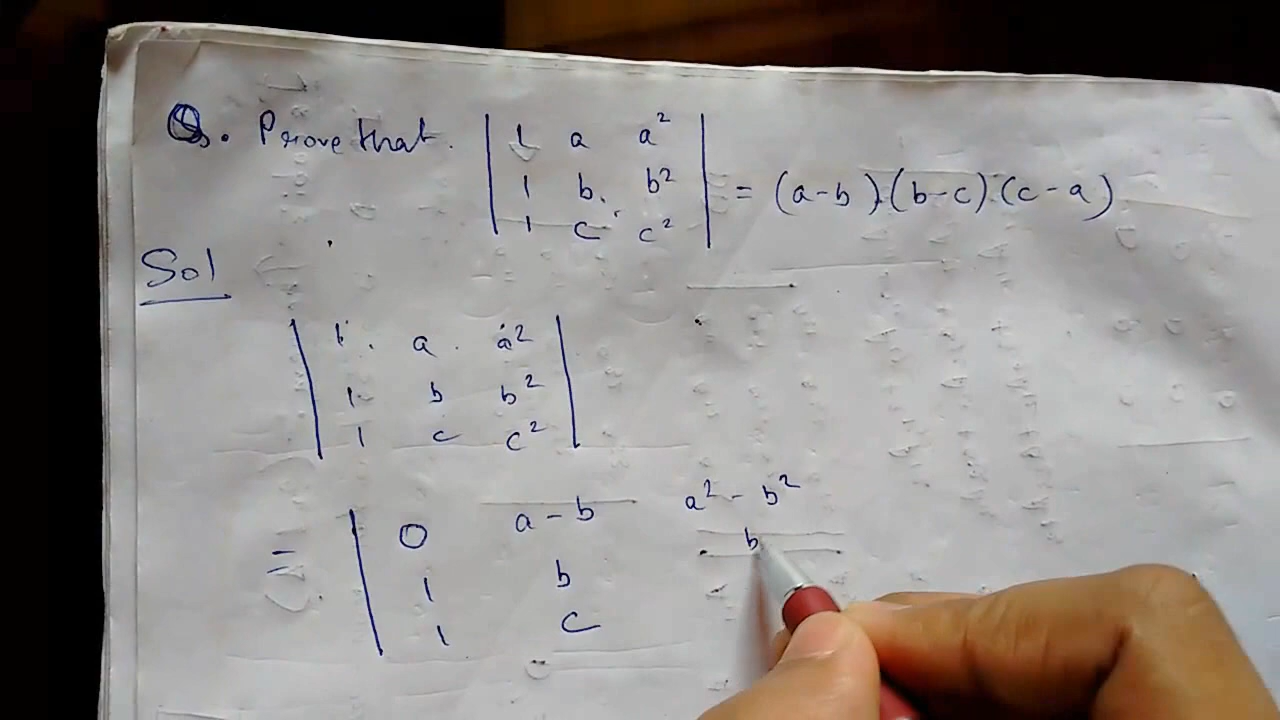 Q. Prove that. | 1 a a² |
| 1 b. b² | = (a-b).(b-c).(c-a)
| 1 c c² |
Sol
| 1. a. a² |
| 1 b b² |
| 1 c c² |
= | 0 a-b a² - b²
| 1 b b
| 1 c